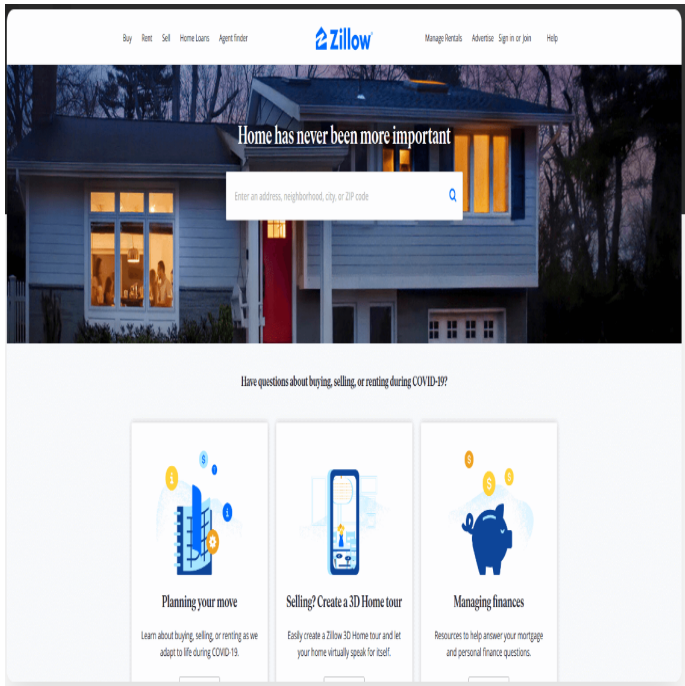 Buy Rent Sell Home Loans Agent finder
Zillow
Manage Rentals Advertise Sign in or Join Help
Home has never been more important
Enter an address, neighborhood, city, or ZIP code
Have questions about buying, selling, or renting during COVID-19?
Planning your move
Learn about buying, selling, or renting as we
adapt to life during COVID-19.
Selling? Create a 3D Home tour
Easily create a Zillow 3D Home tour and let
your home virtually speak for itself.
Managing finances
Resources to help answer your mortgage
and personal finance questions.